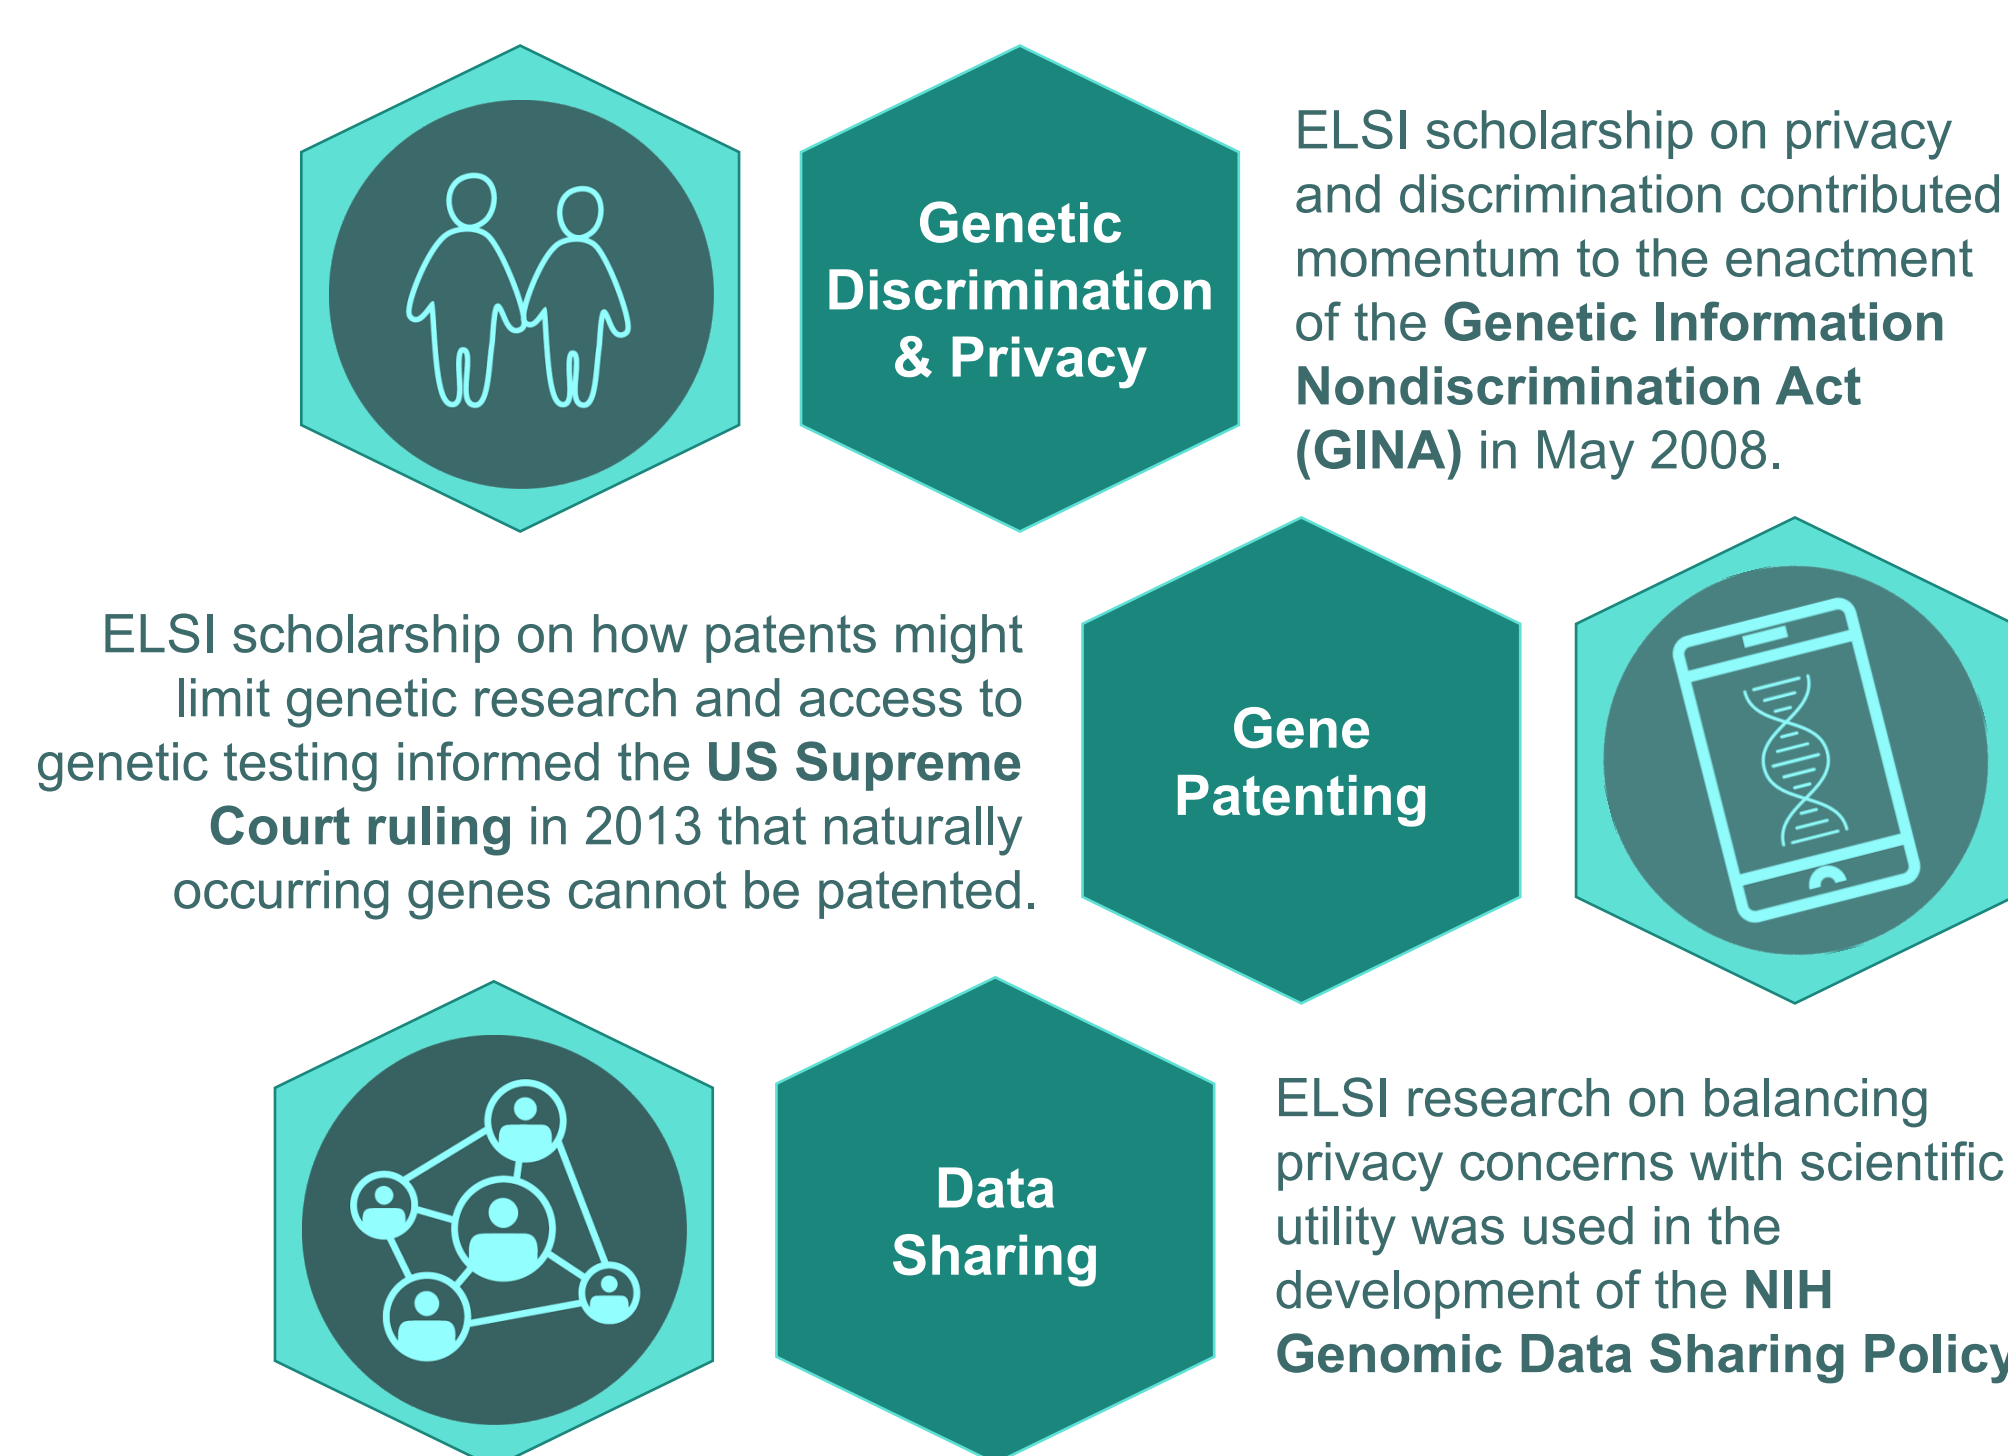 Genetic
Discrimination
& Privacy
ELSI scholarship on privacy
and discrimination contributed
momentum to the enactment
of the Genetic Information
Nondiscrimination Act
(GINA) in May 2008.
ELSI scholarship on how patents might
limit genetic research and access to
genetic testing informed the US Supreme
Court ruling in 2013 that naturally
occurring genes cannot be patented.
Gene
Patenting
Data
Sharing
ELSI research on balancing
privacy concerns with scientific
utility was used in the
development of the NIH
Genomic Data Sharing Policy